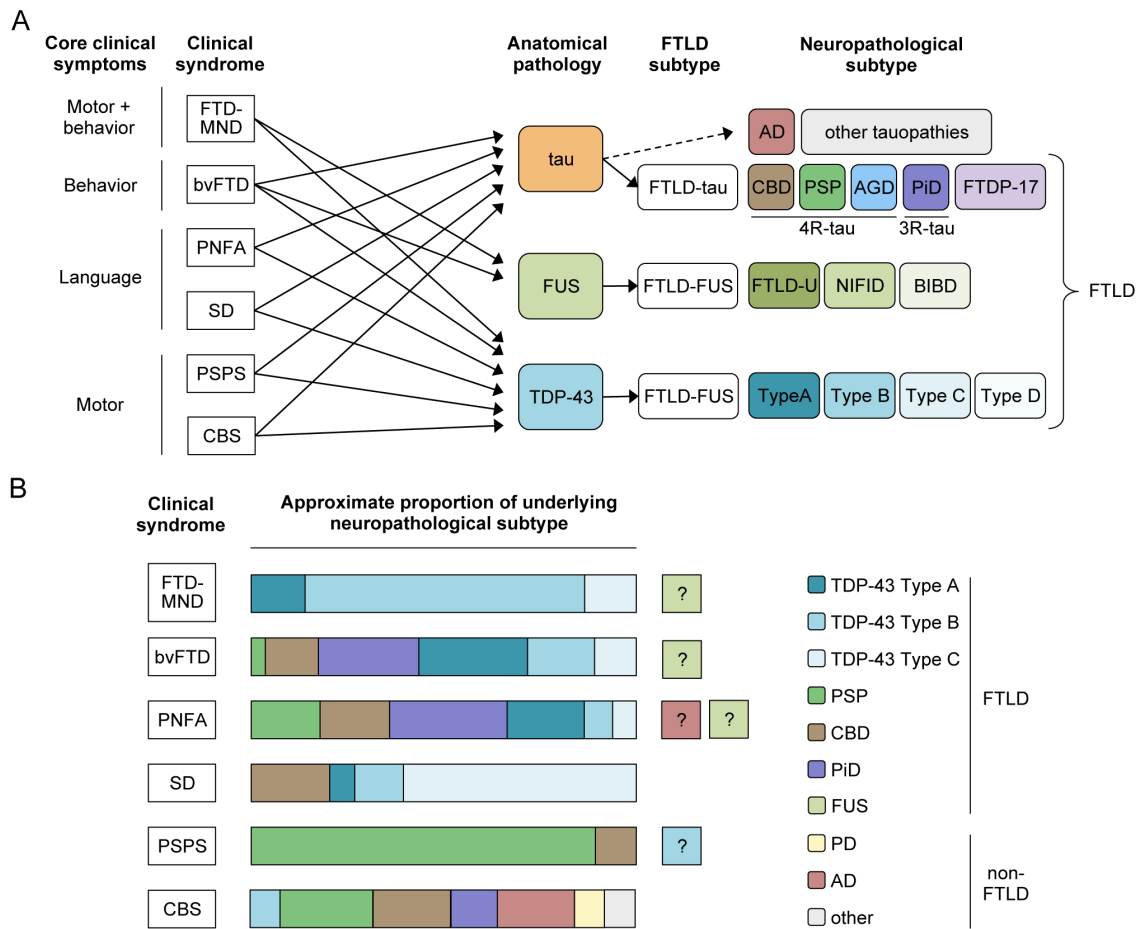 A
Core clinical
symptoms
Clinical
syndrome
Anatomical
pathology
FTLD
subtype
Neuropathological
subtype
Motor +
behavior
Behavior
Language
Motor
FTD-
MND
bvFTD
PNFA
SD
PSPS
CBS
tau
FUS
TDP-43
FTLD-tau
FTLD-FUS
FTLD-FUS
AD
other tauopathies
CBD
PSP
AGD
PiD
FTDP-17
4R-tau
3R-tau
FTLD-U
NIFID
BIBD
TypeA
Type B
Type C
Type D
FTLD
B
Clinical
syndrome
Approximate proportion of underlying
neuropathological subtype
FTD-
MND
?
bvFTD
?
PNFA
?
?
SD
PSPS
?
CBS
TDP-43 Type A
TDP-43 Type B
TDP-43 Type C
PSP
CBD
PiD
FUS
PD
AD
other
FTLD
non-
FTLD